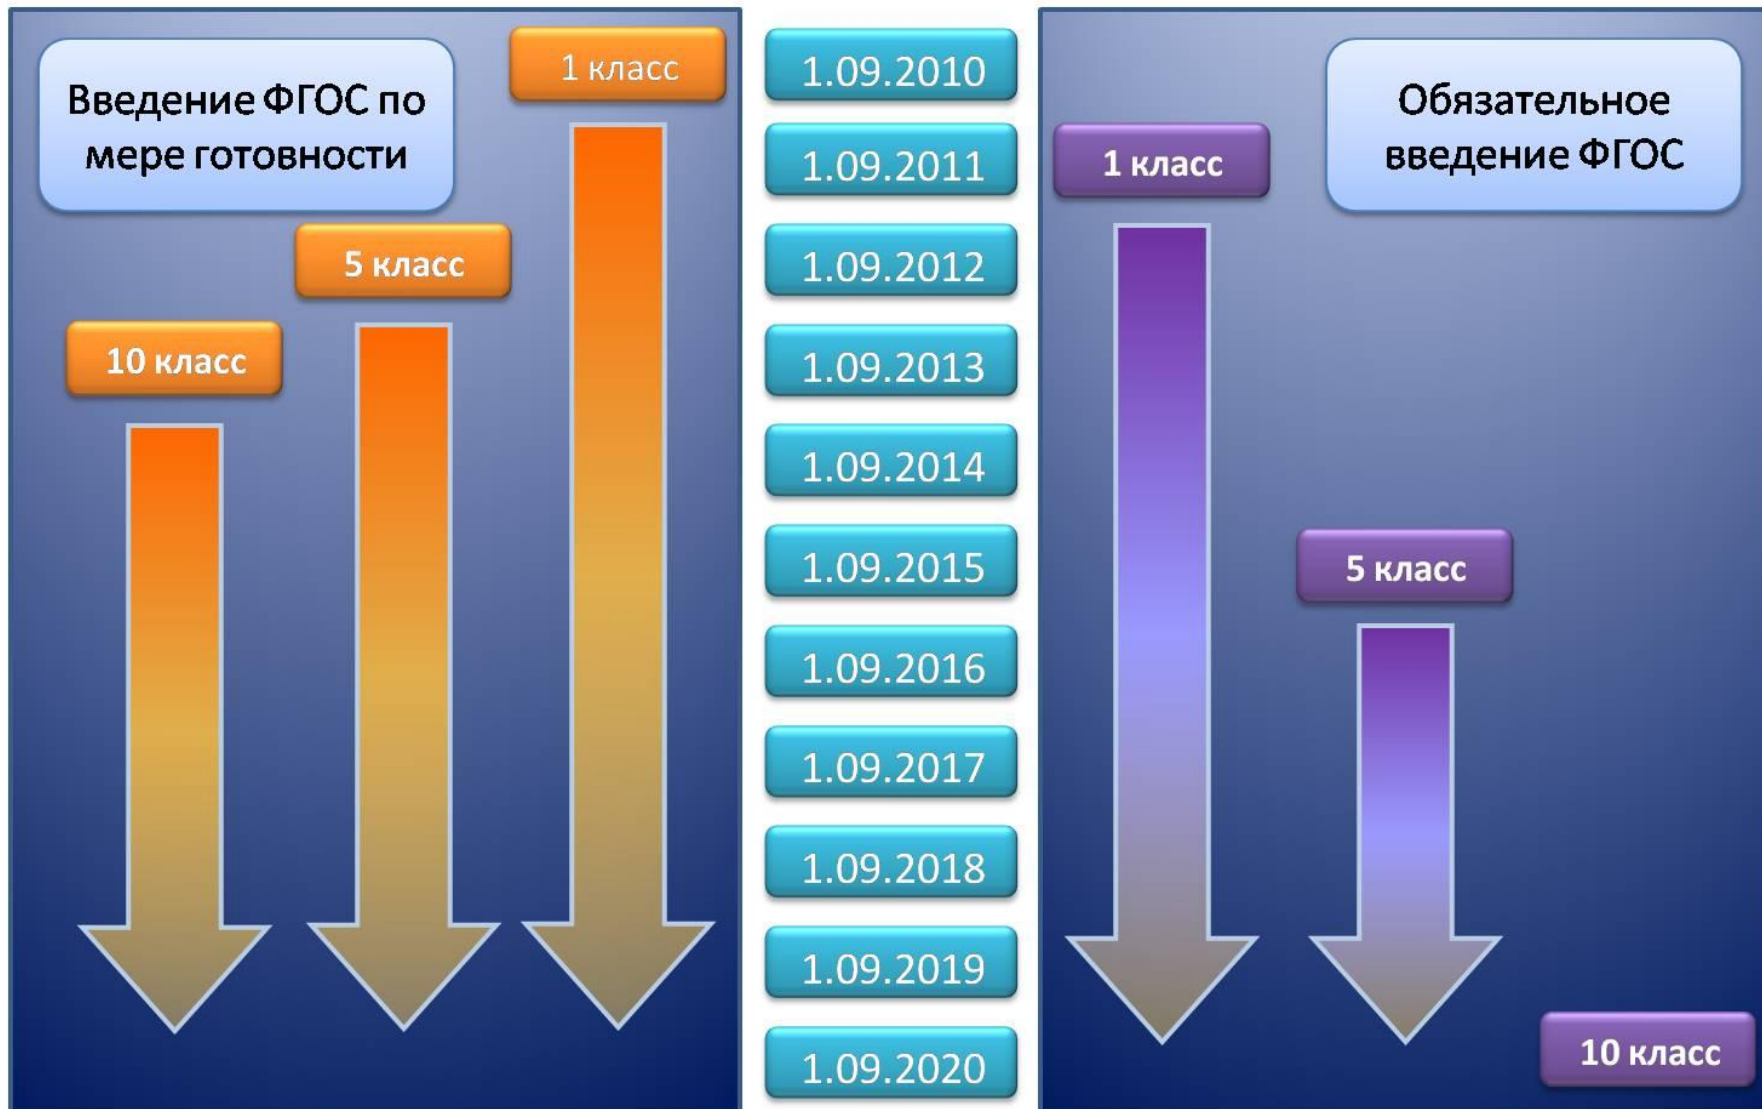 Введение ФГОС по
мере готовности
1 класс
5 класс
10 класс
1.09.2010
1.09.2011
1.09.2012
1.09.2013
1.09.2014
1.09.2015
1.09.2016
1.09.2017
1.09.2018
1.09.2019
1.09.2020
Обязательное
введение ФГОС
1 класс
5 класс
10 класс